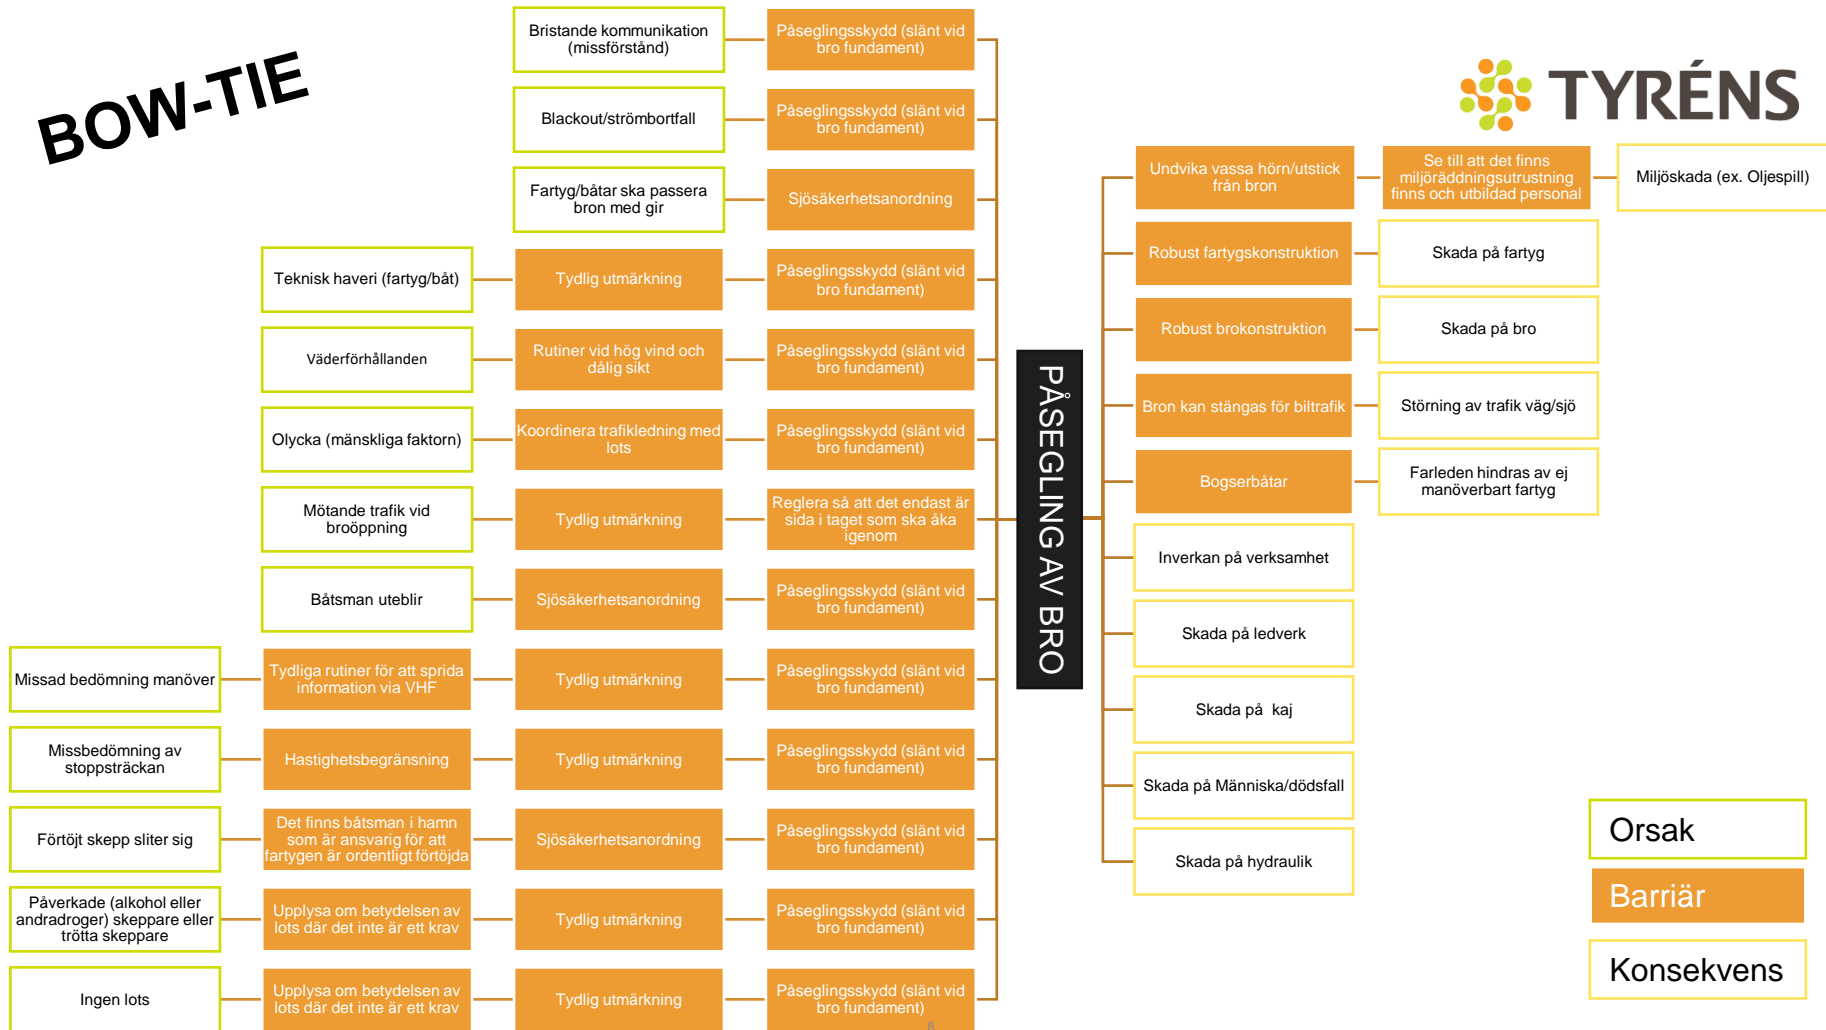 BOW-TIE
TYRÉNS
Bristande kommunikation
(missförstånd)
Påseglingsskydd (slänt vid
bro fundament)
Blackout/strömbortfall
Påseglingsskydd (slänt vid
bro fundament)
Fartyg/båtar ska passera
bron med gir
Sjösäkerhetsanordning
Teknisk haveri (fartyg/båt)
Tydlig utmärkning
Påseglingsskydd (slänt vid
bro fundament)
Väderförhållanden
Rutiner vid hög vind och
dålig sikt
Påseglingsskydd (slänt vid
bro fundament)
Olycka (mänskliga faktorn)
Koordinera trafikledning med
lots
Påseglingsskydd (slänt vid
bro fundament)
Mötande trafik vid
broöppning
Tydlig utmärkning
Reglera så att det endast är
sida i taget som ska åka
igenom
Båtsman uteblir
Sjösäkerhetsanordning
Påseglingsskydd (slänt vid
bro fundament)
Missad bedömning manöver
Tydliga rutiner för att sprida
information via VHF
Tydlig utmärkning
Påseglingsskydd (slänt vid
bro fundament)
Missbedömning av
stoppsträckan
Hastighetsbegränsning
Tydlig utmärkning
Påseglingsskydd (slänt vid
bro fundament)
Förtöjt skepp sliter sig
Det finns båtsman i hamn
som är ansvarig för att
fartygen är ordentligt förtöjda
Sjösäkerhetsanordning
Påseglingsskydd (slänt vid
bro fundament)
Påverkade (alkohol eller
andradroger) skeppare eller
trötta skeppare
Upplysa om betydelsen av
lots där det inte är ett krav
Tydlig utmärkning
Påseglingsskydd (slänt vid
bro fundament)
Ingen lots
Upplysa om betydelsen av
lots där det inte är ett krav
Tydlig utmärkning
Påseglingsskydd (slänt vid
bro fundament)
PÅSEGLING AV BRO
Undvika vassa hörn/utstick
från bron
Se till att det finns
miljöräddningsutrustning
finns och utbildad personal
Miljöskada (ex. Oljespill)
Robust fartygskonstruktion
Skada på fartyg
Robust brokonstruktion
Skada på bro
Bron kan stängas för biltrafik
Störning av trafik väg/sjö
Bogserbåtar
Farleden hindras av ej
manöverbart fartyg
Inverkan på verksamhet
Skada på ledverk
Skada på kaj
Skada på Människa/dödsfall
Skada på hydraulik
Orsak
Barriär
Konsekvens
8